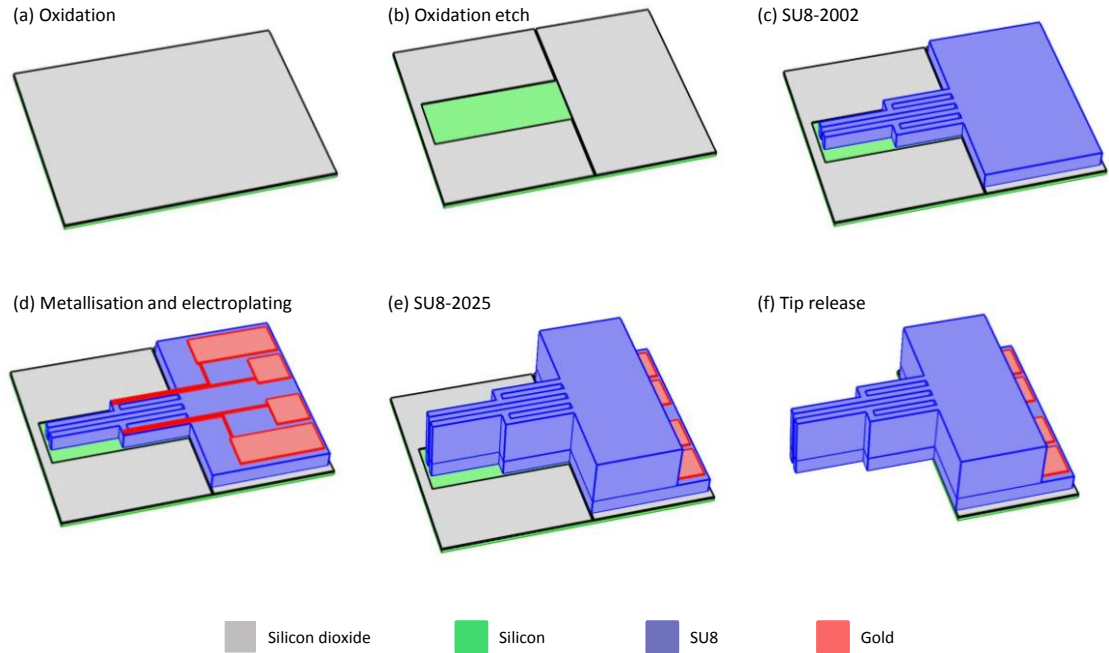 (a) Oxidation
(b) Oxidation etch
(c) SU8-2002
(d) Metallisation and electroplating
(e) SU8-2025
(f) Tip release
Silicon dioxide
Silicon
SU8
Gold